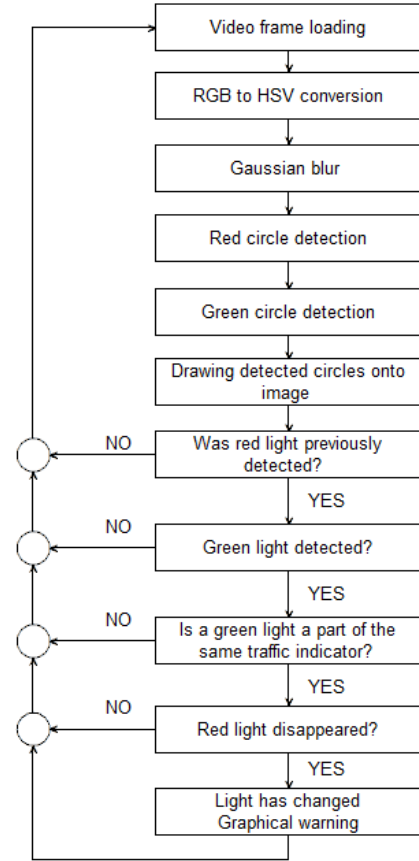 Video frame loading
RGB to HSV conversion
Gaussian blur
Red circle detection
Green circle detection
Drawing detected circles onto
image
NO
Was red light previously
detected?
YES
NO
Green light detected?
YES
NO
Is a green light a part of the
same traffic indicator?
YES
NO
Red light disappeared?
YES
Light has changed
Graphical warning